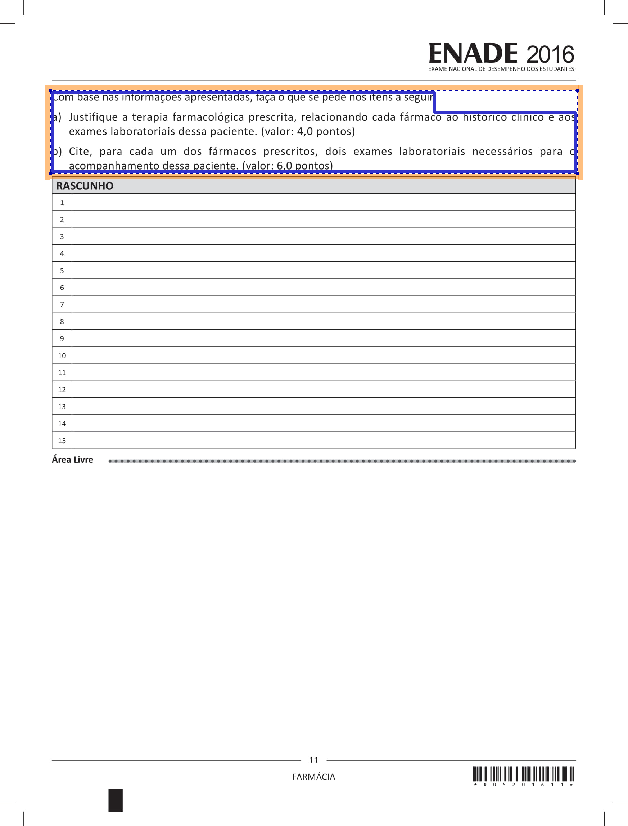 ENADE 2016
EXAME NACIONAL DE DESEMPENHO DOS ESTUDANTES
Com base nas informações apresentadas, faça o que se pede nos itens a seguir.
a) Justifique a terapia farmacológica prescrita, relacionando cada fármaco ao histórico clínico e aos
exames laboratoriais dessa paciente. (valor: 4,0 pontos)
b) Cite, para cada um dos fármacos prescritos, dois exames laboratoriais necessários para o
acompanhamento dessa paciente. (valor: 6,0 pontos)
RASCUNHO
1
2
3
4
5
6
7
8
9
10
11
12
13
14
15
Área Livre
11
FARMÁCIA